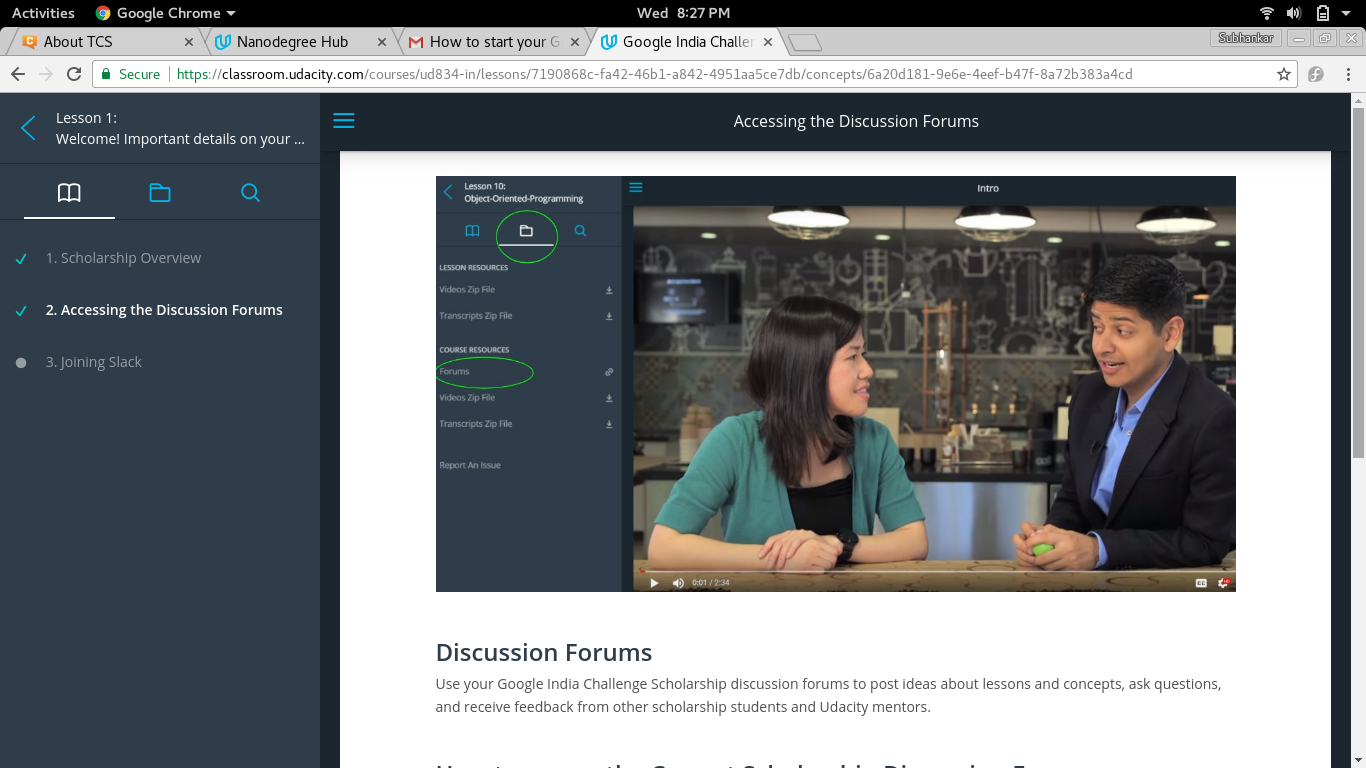 Activities Google Chrome Wed 8:27 PM
About TCS Nanodegree Hub How to start your G Google India Challen Subhankar
Secure https://classroom.udacity.com/courses/ud834-in/lessons/7190868c-fa42-46b1-a842-4951aa5ce7db/concepts/6a20d181-9e6e-4eef-b47f-8a72b383a4cd
Lesson 1:
Welcome! Important details on your ...
Accessing the Discussion Forums
1. Scholarship Overview
2. Accessing the Discussion Forums
3. Joining Slack
Lesson 10:
Object-Oriented-Programming
Intro
LESSON RESOURCES
Videos Zip File
Transcripts Zip File
COURSE RESOURCES
Forums
Videos Zip File
Transcripts Zip File
Report An Issue
0:01 / 2:34
CC
Discussion Forums
Use your Google India Challenge Scholarship discussion forums to post ideas about lessons and concepts, ask questions,
and receive feedback from other scholarship students and Udacity mentors.